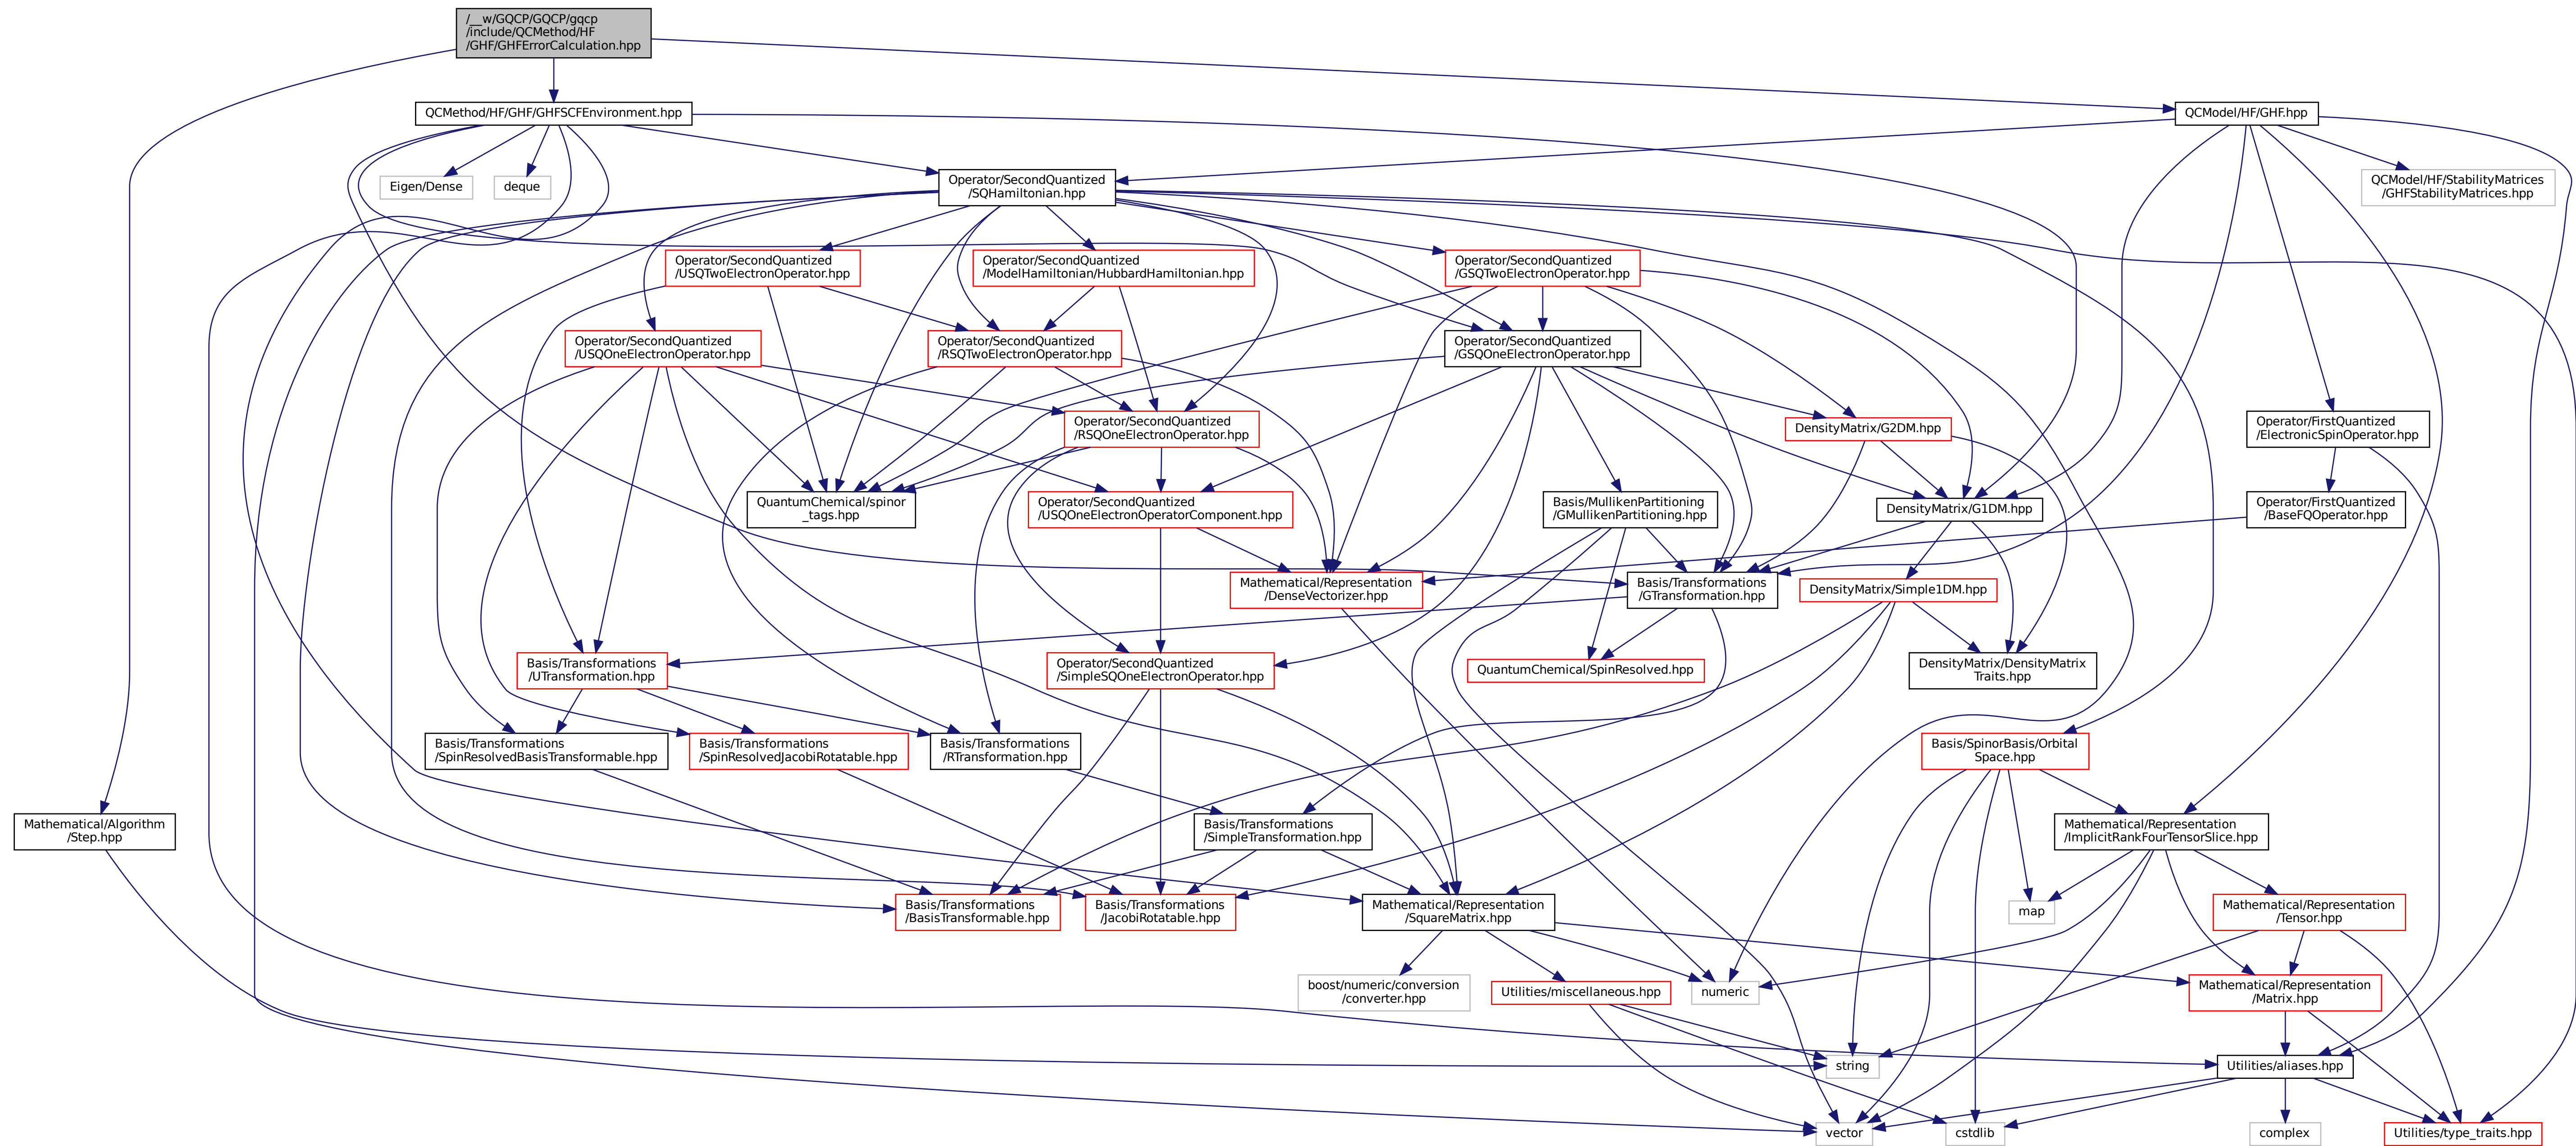 /__w/GQCP/GQCP/gqcp
/include/QCMethod/HF
/GHF/GHFErrorCalculation.hpp
QCMethod/HF/GHF/GHFSCFEnvironment.hpp
QCModel/HF/GHF.hpp
Eigen/Dense
deque
Operator/SecondQuantized
/SQHamiltonian.hpp
QCModel/HF/StabilityMatrices
/GHFStabilityMatrices.hpp
Operator/SecondQuantized
/USQTwoElectronOperator.hpp
Operator/SecondQuantized
/ModelHamiltonian/HubbardHamiltonian.hpp
Operator/SecondQuantized
/GSQTwoElectronOperator.hpp
Operator/SecondQuantized
/USQOneElectronOperator.hpp
Operator/SecondQuantized
/RSQTwoElectronOperator.hpp
Operator/SecondQuantized
/GSQOneElectronOperator.hpp
Operator/SecondQuantized
/RSQOneElectronOperator.hpp
DensityMatrix/G2DM.hpp
Operator/FirstQuantized
/ElectronicSpinOperator.hpp
QuantumChemical/spinor
_tags.hpp
Operator/SecondQuantized
/USQOneElectronOperatorComponent.hpp
Basis/MullikenPartitioning
/GMullikenPartitioning.hpp
DensityMatrix/G1DM.hpp
Operator/FirstQuantized
/BaseFQOperator.hpp
Mathematical/Representation
/DenseVectorizer.hpp
Basis/Transformations
/GTransformation.hpp
DensityMatrix/Simple1DM.hpp
Basis/Transformations
/UTransformation.hpp
Operator/SecondQuantized
/SimpleSQOneElectronOperator.hpp
QuantumChemical/SpinResolved.hpp
DensityMatrix/DensityMatrix
Traits.hpp
Basis/Transformations
/SpinResolvedBasisTransformable.hpp
Basis/Transformations
/SpinResolvedJacobiRotatable.hpp
Basis/Transformations
/RTransformation.hpp
Basis/SpinorBasis/Orbital
Space.hpp
Mathematical/Algorithm
/Step.hpp
Basis/Transformations
/SimpleTransformation.hpp
Mathematical/Representation
/ImplicitRankFourTensorSlice.hpp
Basis/Transformations
/BasisTransformable.hpp
Basis/Transformations
/JacobiRotatable.hpp
Mathematical/Representation
/SquareMatrix.hpp
map
Mathematical/Representation
/Tensor.hpp
boost/numeric/conversion
/converter.hpp
Utilities/miscellaneous.hpp
numeric
Mathematical/Representation
/Matrix.hpp
string
Utilities/aliases.hpp
vector
cstdlib
complex
Utilities/type_traits.hpp